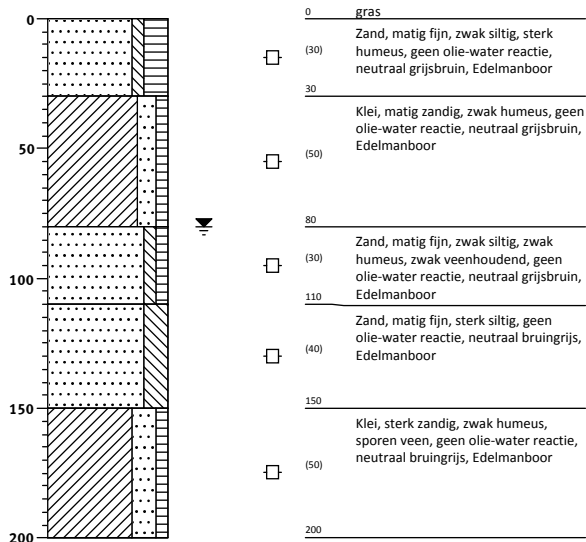 0
50
100
150
200
0 gras
(30)
Zand, matig fijn, zwak siltig, sterk
humeus, geen olie-water reactie,
neutraal grijsbruin, Edelmanboor
30
(50)
Klei, matig zandig, zwak humeus, geen
olie-water reactie, neutraal grijsbruin,
Edelmanboor
80
(30)
Zand, matig fijn, zwak siltig, zwak
humeus, zwak veenhoudend, geen
olie-water reactie, neutraal grijsbruin,
Edelmanboor
110
(40)
Zand, matig fijn, sterk siltig, geen
olie-water reactie, neutraal bruingrijs,
Edelmanboor
150
(50)
Klei, sterk zandig, zwak humeus,
sporen veen, geen olie-water reactie,
neutraal bruingrijs, Edelmanboor
200